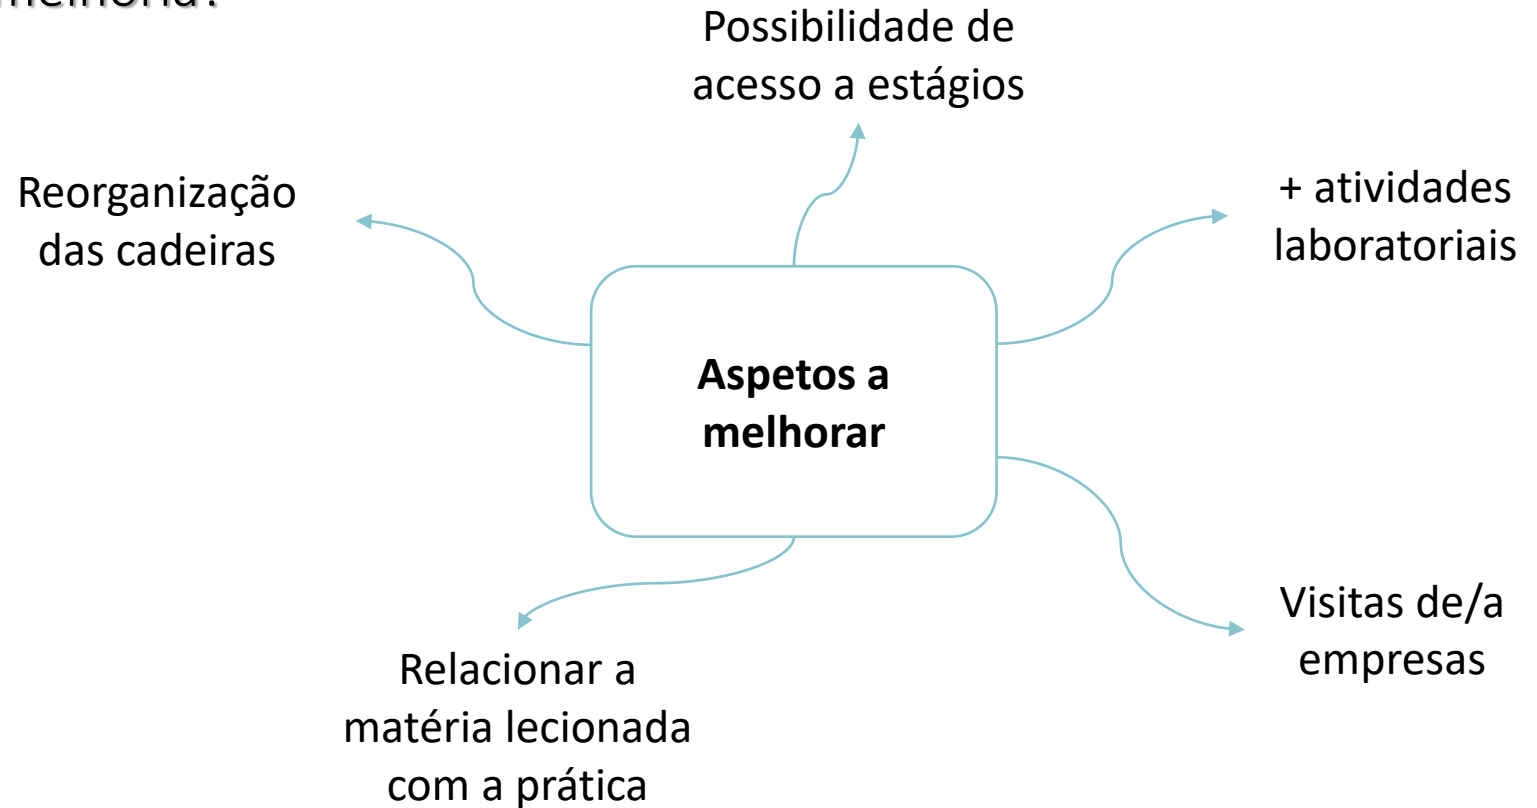 melhoria?
Possibilidade de
acesso a estágios
Reorganização
das cadeiras
+ atividades
laboratoriais
Aspetos a
melhorar
Visitas de/a
empresas
Relacionar a
matéria lecionada
com a prática